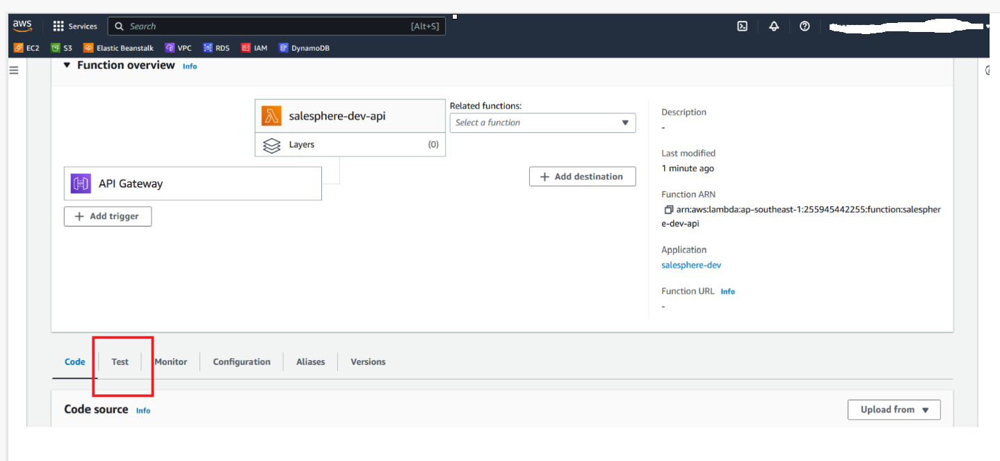 aws Services Search [Alt+S]
EC2 S3 Elastic Beanstalk VPC RDS IAM DynamoDB
Function overview Info
salesphere-dev-api
Layers (0)
Related functions:
Select a function
API Gateway
Add destination
Add trigger
Description
-
Last modified
1 minute ago
Function ARN
arn:aws:lambda:ap-southeast-1:255945442255:function:salespher
e-dev-api
Application
salesphere-dev
Function URL Info
-
Code Test Monitor Configuration Aliases Versions
Code source Info Upload from